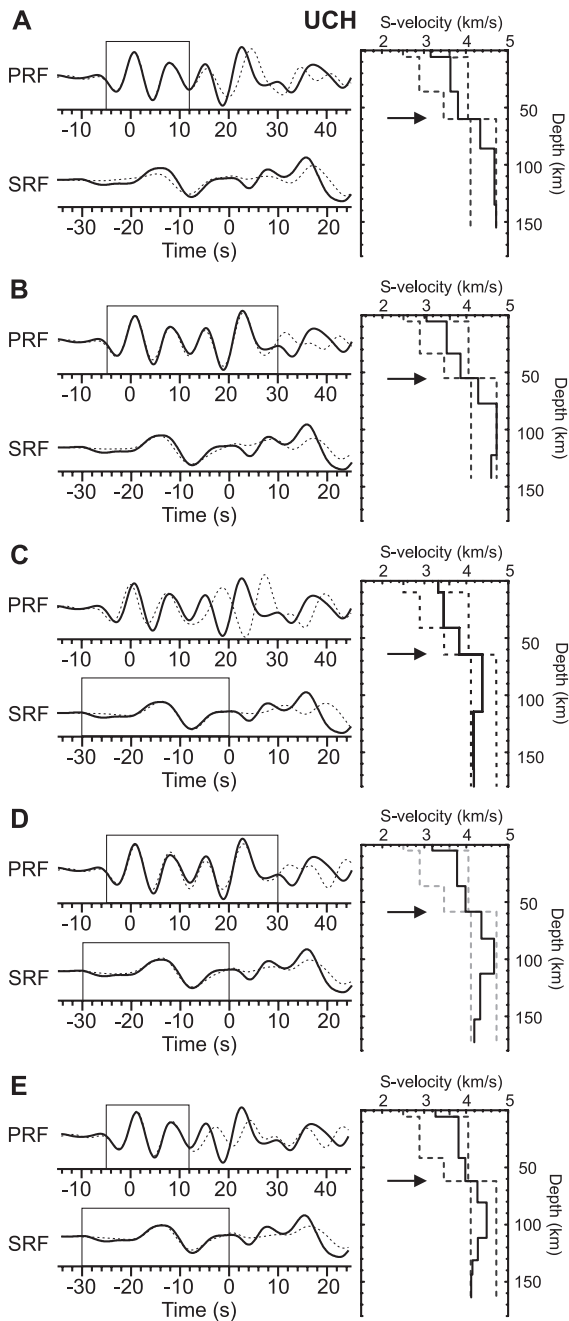 A UCH S-velocity (km/s)
2 3 4 5
PRF
-10 0 10 20 30 40
50
100
150
Depth (km)
SRF
-30 -20 -10 0 10 20
Time (s)
B S-velocity (km/s)
2 3 4 5
PRF
-10 0 10 20 30 40
50
100
150
Depth (km)
SRF
-30 -20 -10 0 10 20
Time (s)
C S-velocity (km/s)
2 3 4 5
PRF
-10 0 10 20 30 40
50
100
150
Depth (km)
SRF
-30 -20 -10 0 10 20
Time (s)
D S-velocity (km/s)
2 3 4 5
PRF
-10 0 10 20 30 40
50
100
150
Depth (km)
SRF
-30 -20 -10 0 10 20
Time (s)
E S-velocity (km/s)
2 3 4 5
PRF
-10 0 10 20 30 40
50
100
150
Depth (km)
SRF
-30 -20 -10 0 10 20
Time (s)